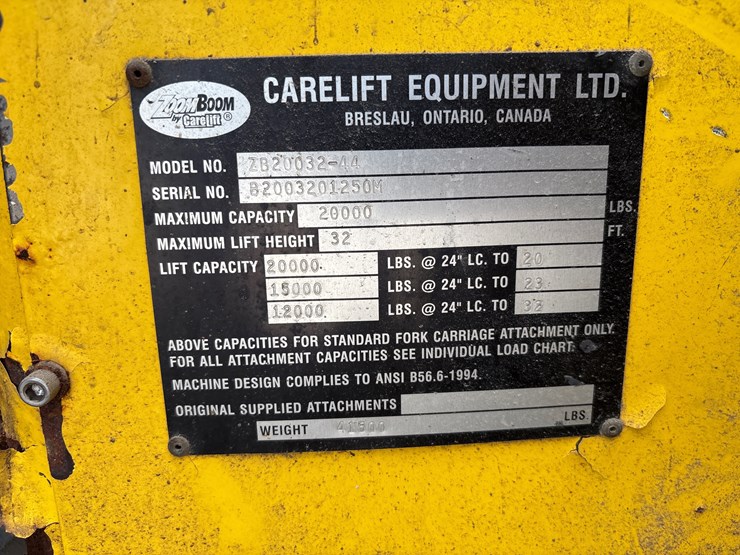 ZOOMBOOM
by Carelift ®
CARELIFT EQUIPMENT LTD.
BRESLAU, ONTARIO, CANADA
MODEL NO. ZB20032-44
SERIAL NO. B2003201250M
MAXIMUM CAPACITY 20000 LBS.
MAXIMUM LIFT HEIGHT 32 FT.
LIFT CAPACITY 20000 LBS. @ 24" LC. TO 20
15000 LBS. @ 24" LC. TO 23
12000 LBS. @ 24" LC. TO 32
ABOVE CAPACITIES FOR STANDARD FORK CARRIAGE ATTACHMENT ONLY.
FOR ALL ATTACHMENT CAPACITIES SEE INDIVIDUAL LOAD CHART.
MACHINE DESIGN COMPLIES TO ANSI B56.6-1994.
ORIGINAL SUPPLIED ATTACHMENTS
WEIGHT LBS.